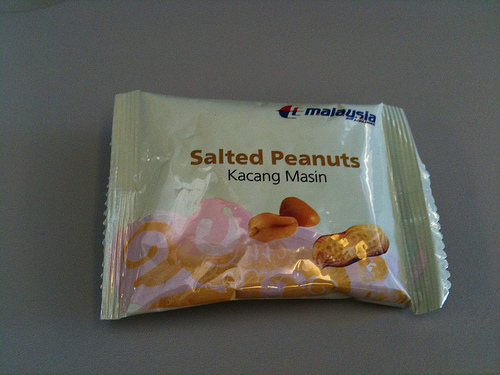 malaysia
Salted Peanuts
Kacang Masin